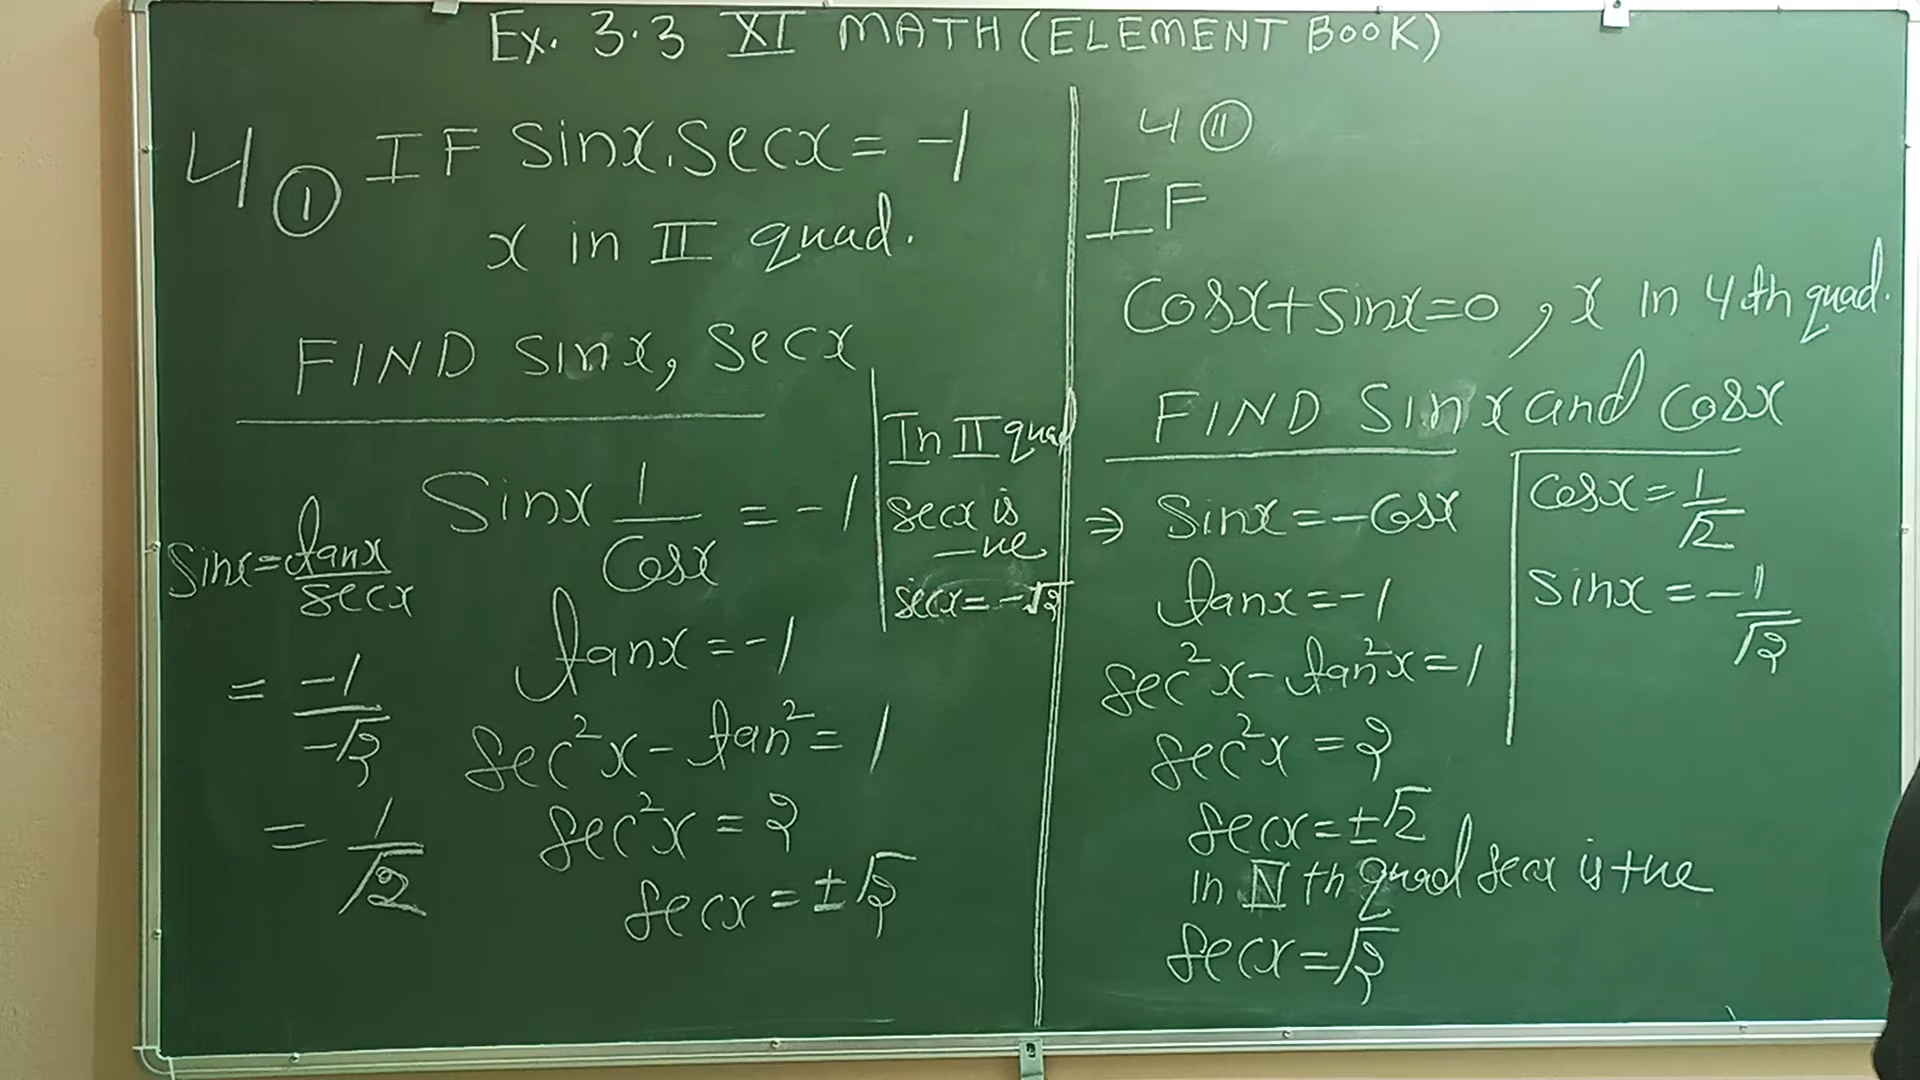 Ex. 3.3 XI MATH (ELEMENT BOOK)
4 (I) IF Sinx.Secx = -1
x in II quad.
FIND Sinx, Secx
Sinx 1/Cosx = -1
tanx = -1
sec²x - tan² = 1
sec²x = 2
secx = ±√2
In II quad
secx is
-ve
secx = -√2
Sinx = tanx/secx
= -1/-√2
= 1/√2
4 (II)
IF
Cosx+Sinx=0, x in 4th quad.
FIND Sinx and Cosx
⇒ Sinx = -Cosx
tanx = -1
sec²x - tan²x = 1
sec²x = 2
secx = ±√2
in IV th quad secx is +ve
secx = √2
Cosx = 1/√2
Sinx = -1/√2